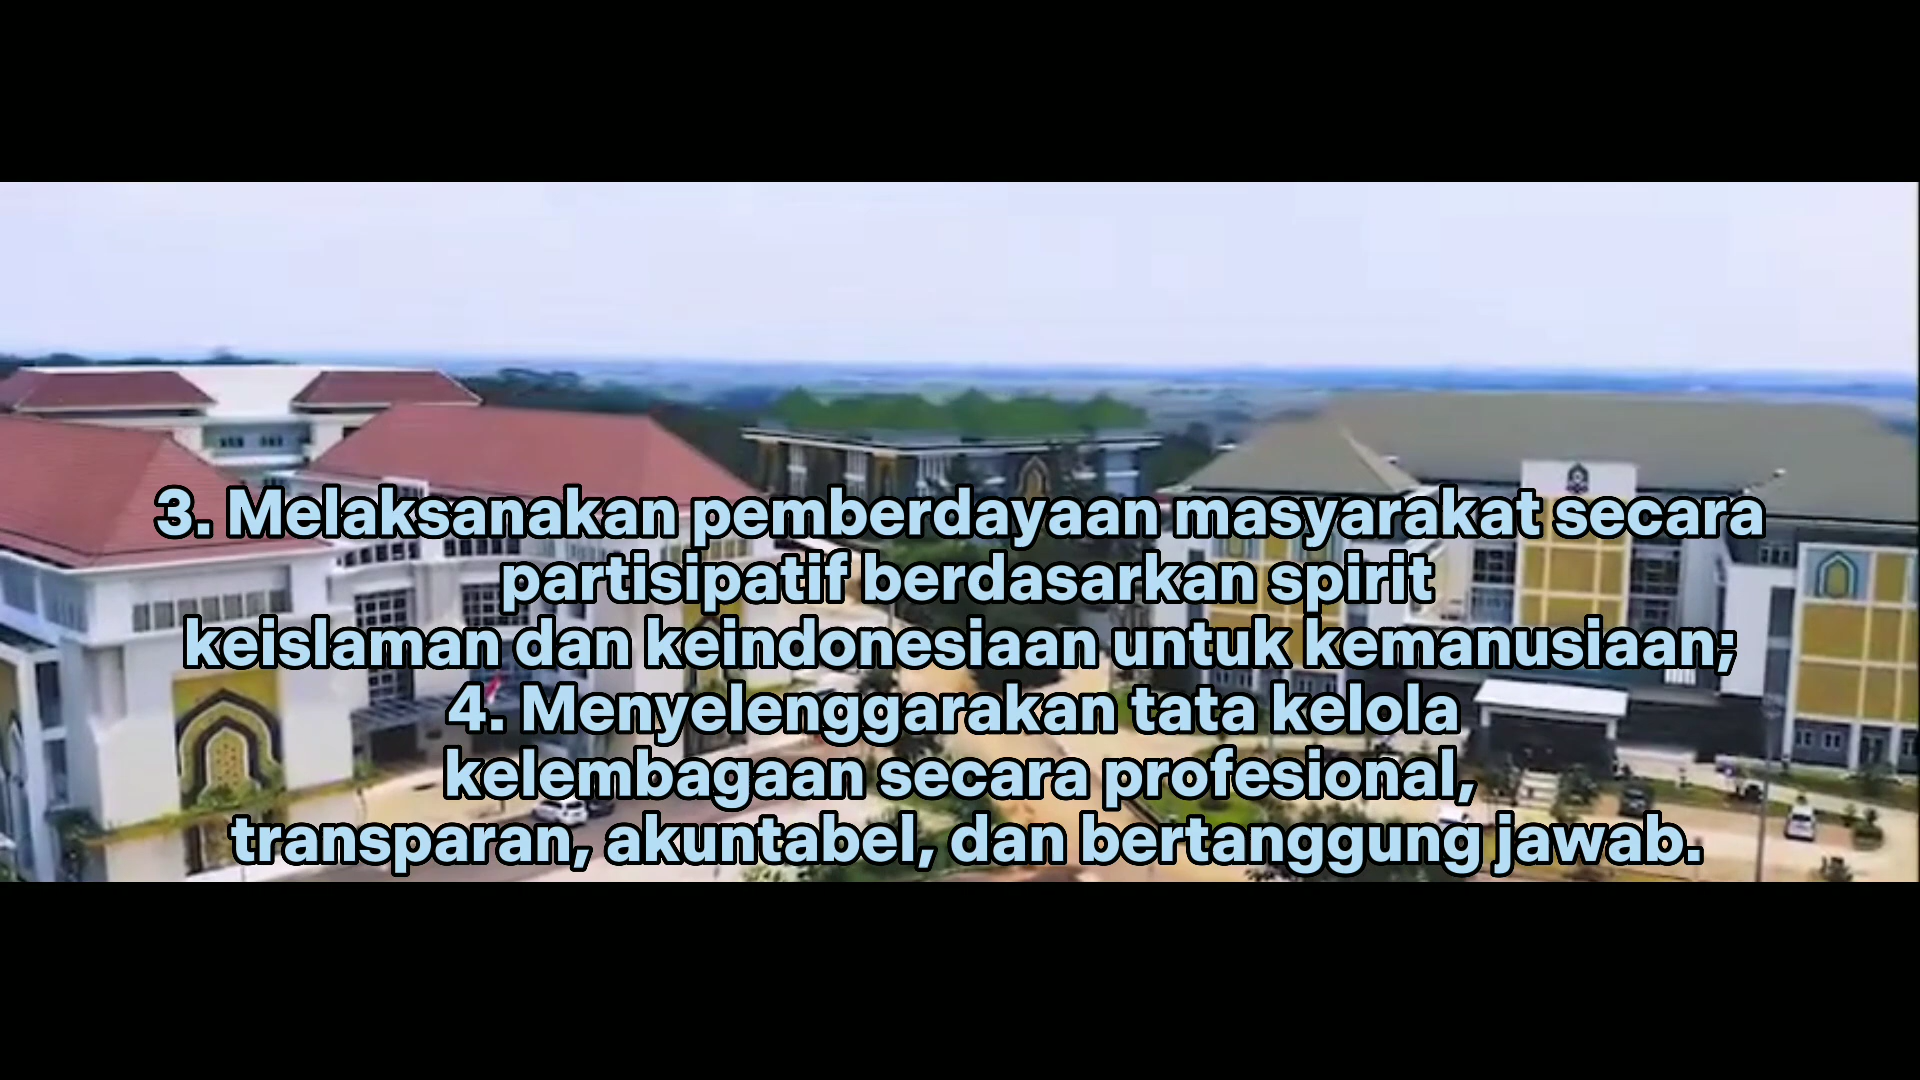 3. Melaksanakan pemberdayaan masyarakat secara
partisipatif berdasarkan spirit
keislaman dan keindonesiaan untuk kemanusiaan;
4. Menyelenggarakan tata kelola
kelembagaan secara profesional,
transparan, akuntabel, dan bertanggung jawab.